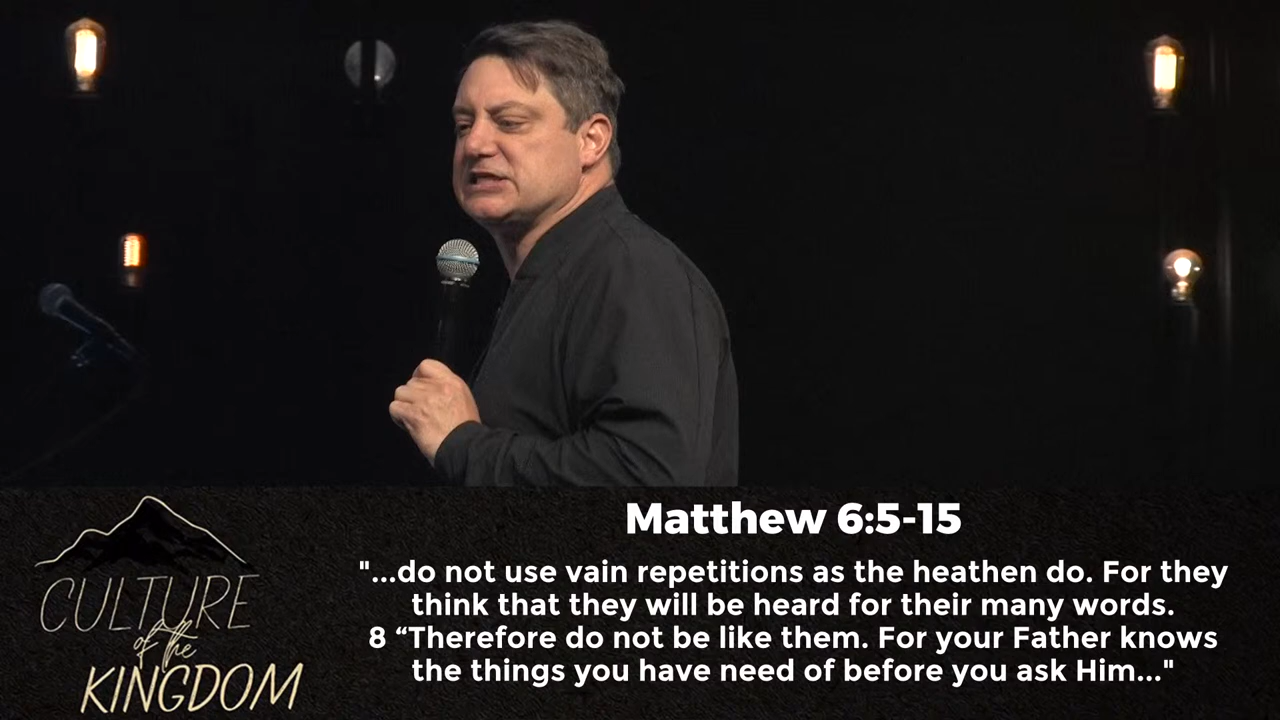 Matthew 6:5-15
"...do not use vain repetitions as the heathen do. For they
think that they will be heard for their many words.
8 “Therefore do not be like them. For your Father knows
the things you have need of before you ask Him..."
CULTURE
of the
KINGDOM